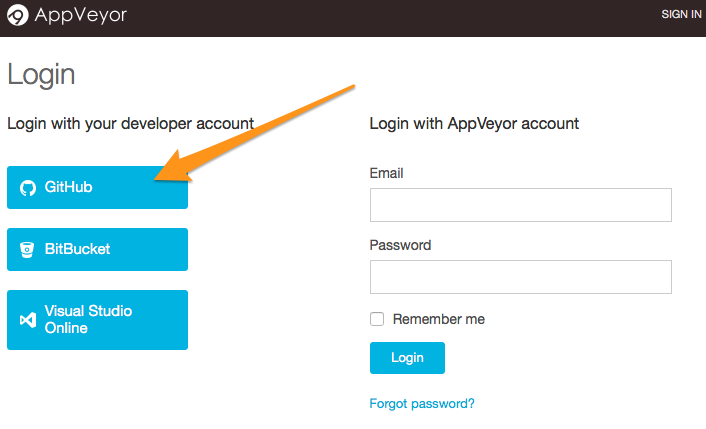 AppVeyor
SIGN IN
Login
Login with your developer account
GitHub
BitBucket
Visual Studio
Online
Login with AppVeyor account
Email
Password
Remember me
Login
Forgot password?